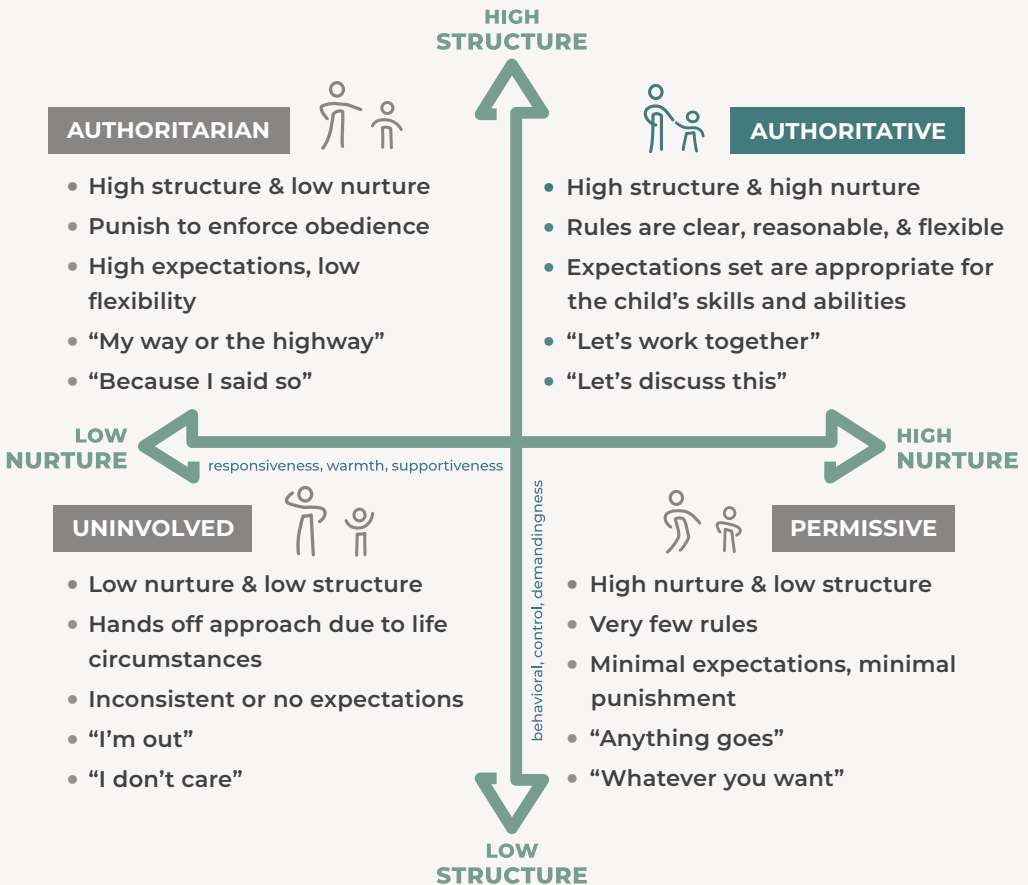 HIGH
STRUCTURE
AUTHORITARIAN
• High structure & low nurture
• Punish to enforce obedience
• High expectations, low
flexibility
• “My way or the highway”
• “Because I said so”
AUTHORITATIVE
• High structure & high nurture
• Rules are clear, reasonable, & flexible
• Expectations set are appropriate for
the child’s skills and abilities
• “Let’s work together”
• “Let’s discuss this”
LOW
NURTURE
responsiveness, warmth, supportiveness
HIGH
NURTURE
behavioral, control, demandingness
UNINVOLVED
• Low nurture & low structure
• Hands off approach due to life
circumstances
• Inconsistent or no expectations
• “I’m out”
• “I don’t care”
PERMISSIVE
• High nurture & low structure
• Very few rules
• Minimal expectations, minimal
punishment
• “Anything goes”
• “Whatever you want”
LOW
STRUCTURE